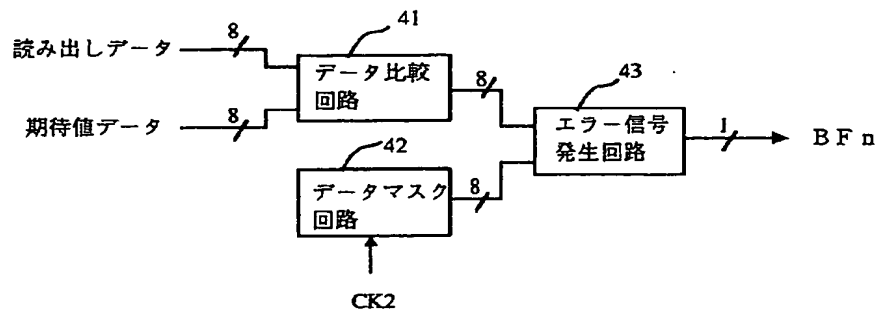 読み出しデータ
8
41
データ比較
回路
8
期待値データ
8
42
データマスク
回路
8
43
エラー信号
発生回路
1
BFn
CK2